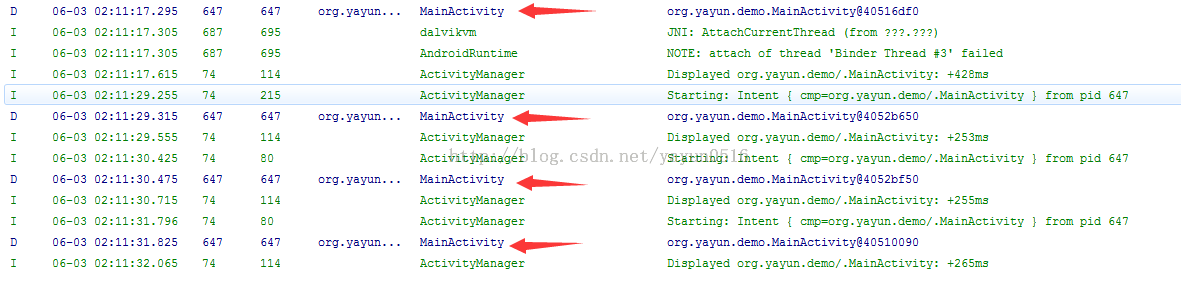 D 06-03 02:11:17.295 647 647 org.yayun... MainActivity org.yayun.demo.MainActivity@40516df0
I 06-03 02:11:17.305 687 695 dalvikvm JNI: AttachCurrentThread (from ???.???)
I 06-03 02:11:17.305 687 695 AndroidRuntime NOTE: attach of thread 'Binder Thread #3' failed
I 06-03 02:11:17.615 74 114 ActivityManager Displayed org.yayun.demo/.MainActivity: +428ms
I 06-03 02:11:29.255 74 215 ActivityManager Starting: Intent { cmp=org.yayun.demo/.MainActivity } from pid 647
D 06-03 02:11:29.315 647 647 org.yayun... MainActivity org.yayun.demo.MainActivity@4052b650
I 06-03 02:11:29.555 74 114 ActivityManager Displayed org.yayun.demo/.MainActivity: +253ms
I 06-03 02:11:30.425 74 80 ActivityManager Starting: Intent { cmp=org.yayun.demo/.MainActivity } from pid 647
http://blog.csdn.net/yayun0516
D 06-03 02:11:30.475 647 647 org.yayun... MainActivity org.yayun.demo.MainActivity@4052bf50
I 06-03 02:11:30.715 74 114 ActivityManager Displayed org.yayun.demo/.MainActivity: +255ms
I 06-03 02:11:31.796 74 80 ActivityManager Starting: Intent { cmp=org.yayun.demo/.MainActivity } from pid 647
D 06-03 02:11:31.825 647 647 org.yayun... MainActivity org.yayun.demo.MainActivity@40510090
I 06-03 02:11:32.065 74 114 ActivityManager Displayed org.yayun.demo/.MainActivity: +265ms